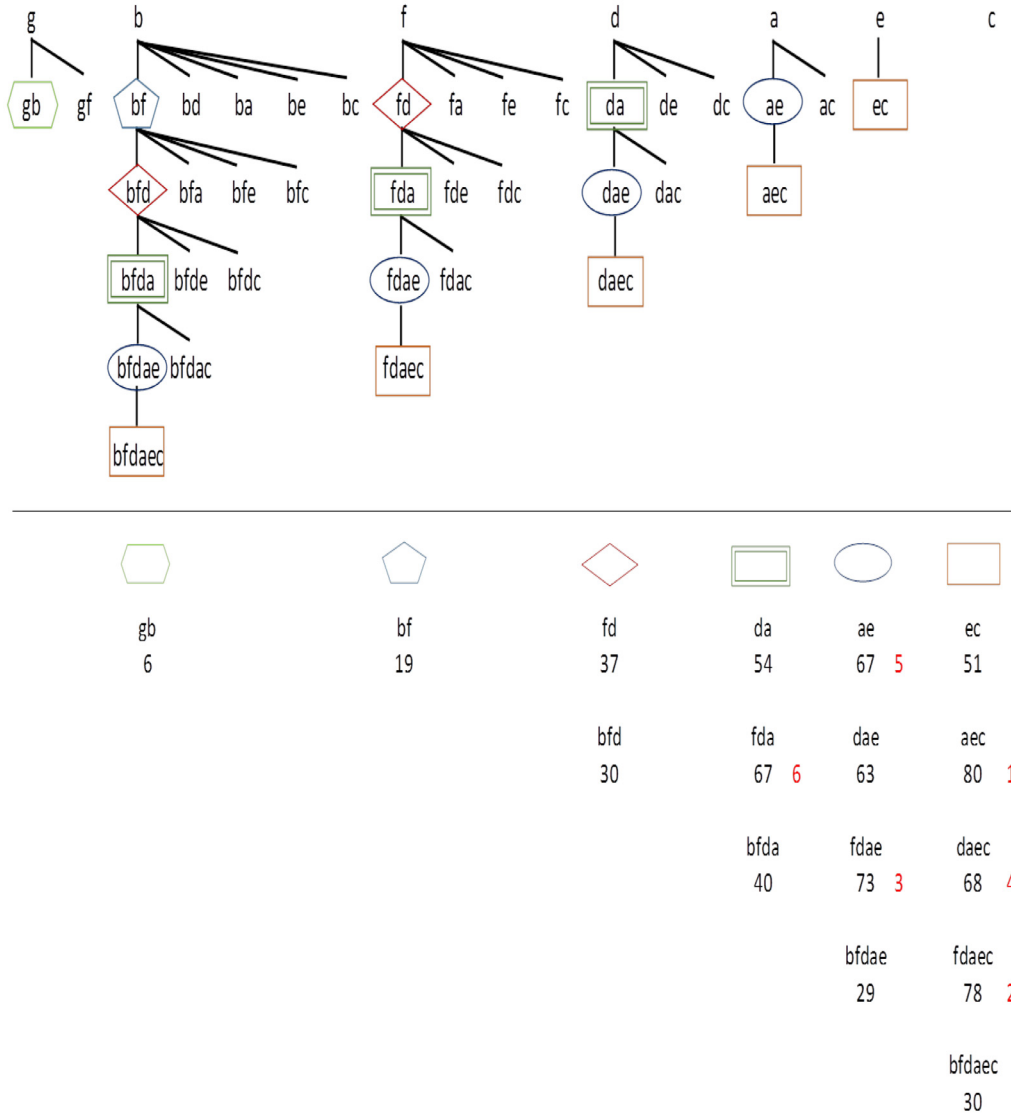 g b f d a e c
gb gf bf bd ba be bc fd fa fe fc da de dc ae ac ec
bfd bfa bfe bfc fda fde fdc dae dac aec
bfda bfde bfdc fdae fdac daec
bfdae bfdac fdaec
bfdaec
gb bf fd da ae ec
6 19 37 54 67 5 51
bfd fda dae aec
30 67 6 63 80 1
bfda fdae daec
40 73 3 68 4
bfdae fdaec
29 78 2
bfdaec
30